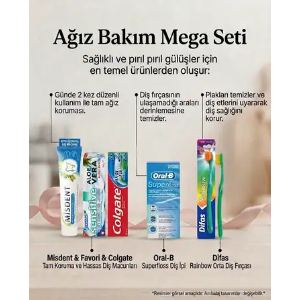 Ağız Bakım Mega Seti
Sağlıklı ve pırıl pırıl gülüşler için
en temel ürünlerden oluşur:
Günde 2 kez düzenli
kullanım ile tam ağız
koruması.
Diş fırçasının
ulaşamadığı araları
derinlemesine
temizler.
Plakları temizler ve
diş etlerini uyararak
diş sağlığını
korur.
MISDENT
ALOE
VERA
sensitive
Colgate
Oral-B
Superfloss
Difas
Misdent & Favori & Colgate
Tam Koruma ve Hassas Diş Macunları
Oral-B
Superfloss Diş İpi
Difas
Rainbow Orta Diş Fırçası